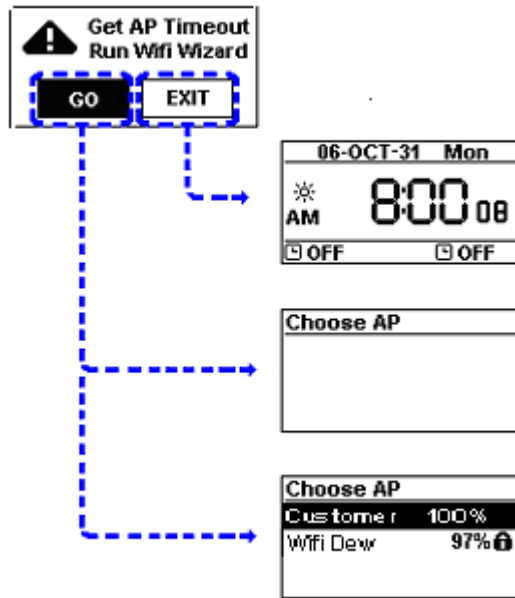 Get AP Timeout
Run Wifi Wizard
GO EXIT
06-OCT-31 Mon
AM 8:00 08
OFF OFF
Choose AP
Choose AP
Customer 100%
Wifi Dew 97%